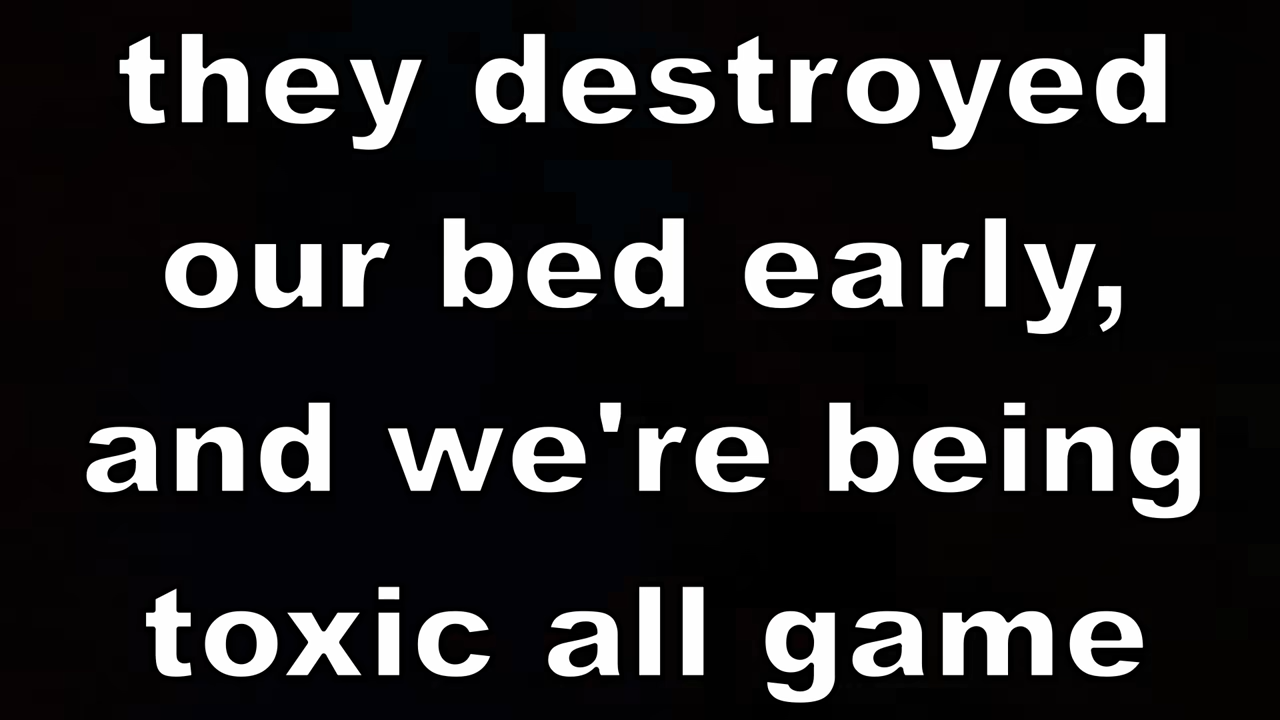 they destroyed
our bed early,
and we're being
toxic all game